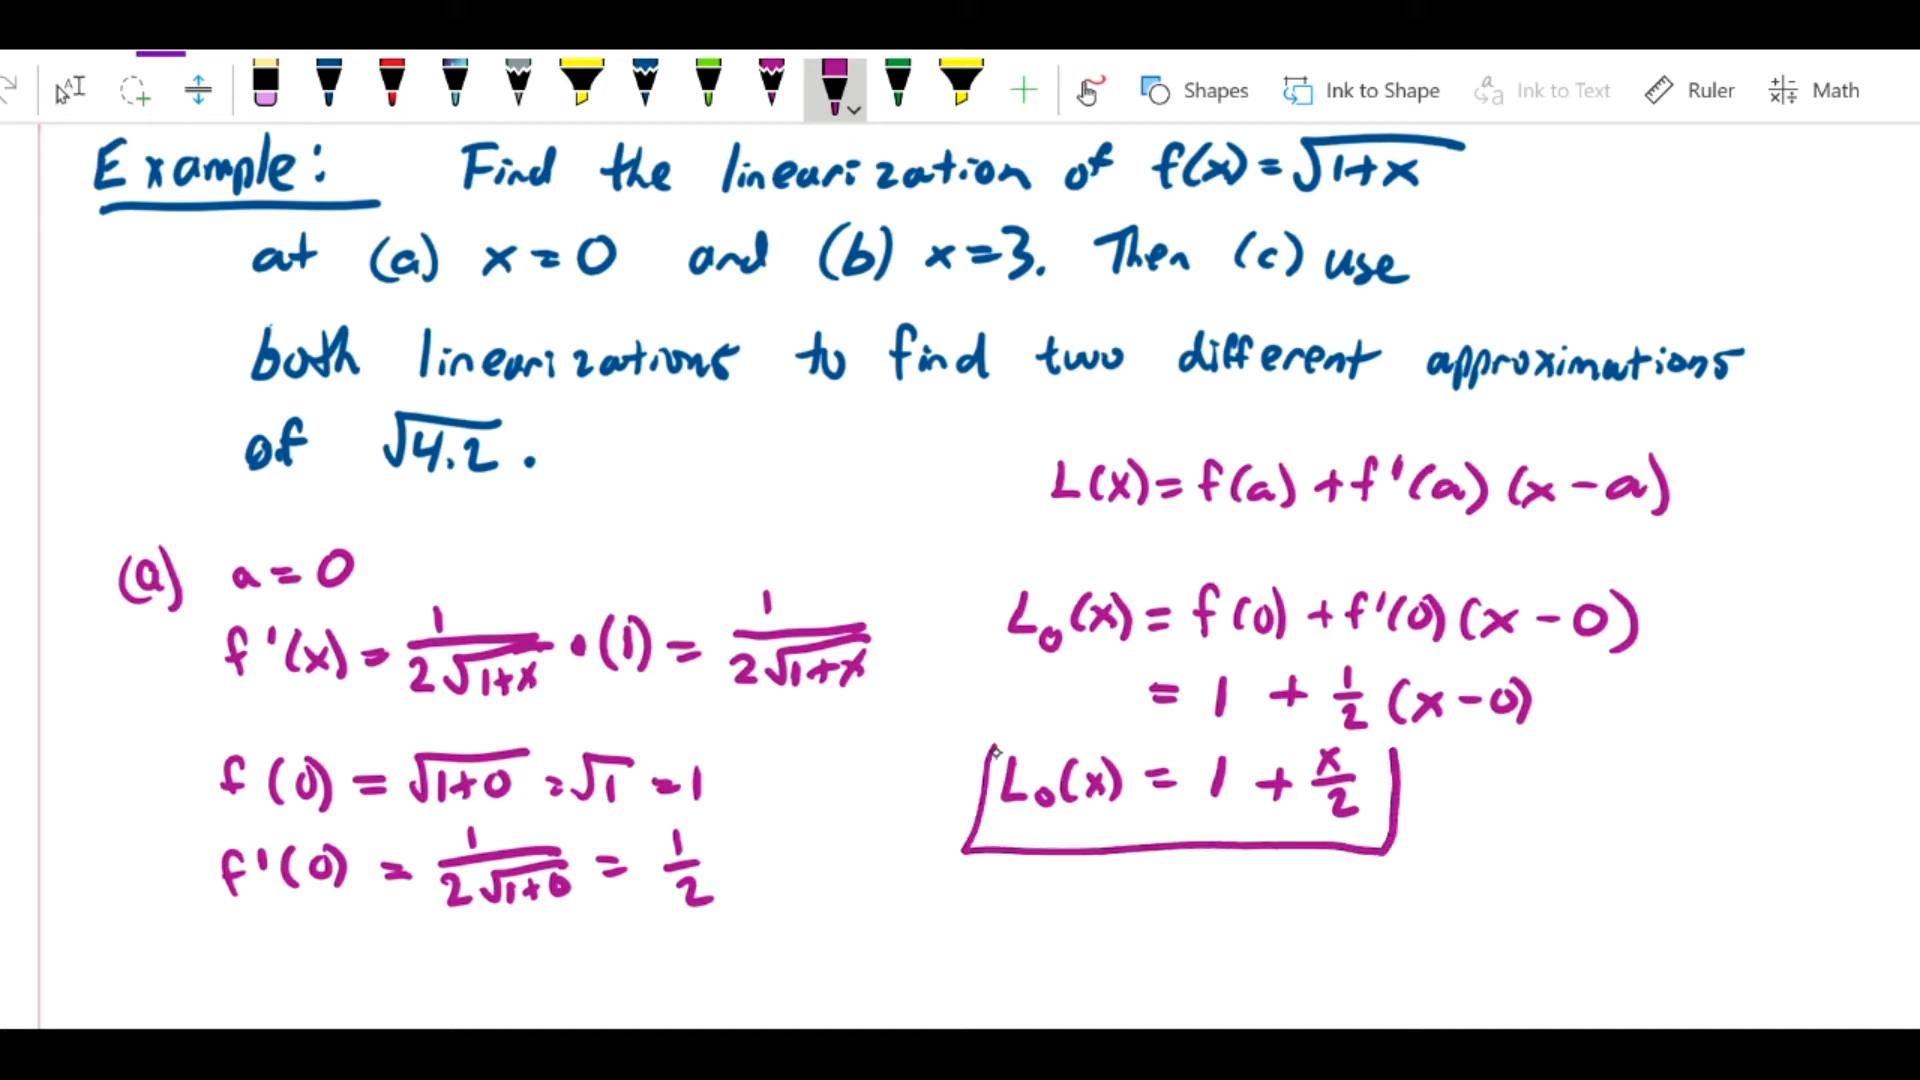 Shapes Ink to Shape Ink to Text Ruler Math
Example: Find the linearization of f(x)=√(1+x)
at (a) x=0 and (b) x=3. Then (c) use
both linearizations to find two different approximations
of √4.2.
L(x)=f(a)+f'(a)(x-a)
(a) a=0
f'(x)=1/(2√(1+x))•(1)=1/(2√(1+x))
f(0)=√(1+0)=√1=1
f'(0)=1/(2√(1+0))=1/2
L₀(x)=f(0)+f'(0)(x-0)
=1+1/2(x-0)
L₀(x)=1+x/2